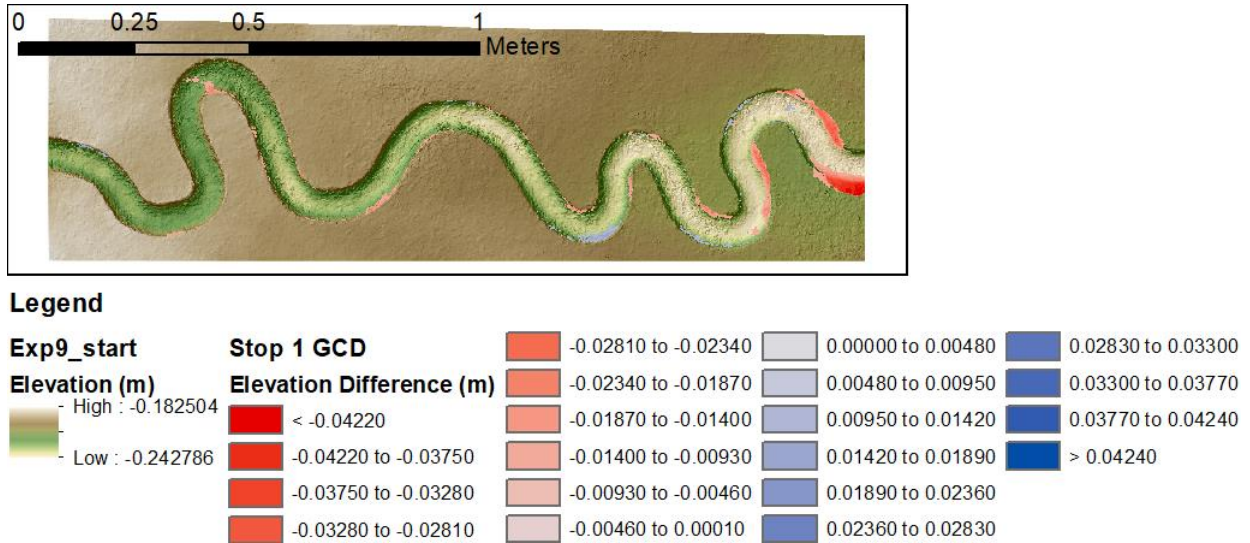 0 0.25 0.5 1
Meters
Legend
Exp9_start
Elevation (m)
High : -0.182504
Low : -0.242786
Stop 1 GCD
Elevation Difference (m)
< -0.04220
-0.04220 to -0.03750
-0.03750 to -0.03280
-0.03280 to -0.02810
-0.02810 to -0.02340
-0.02340 to -0.01870
-0.01870 to -0.01400
-0.01400 to -0.00930
-0.00930 to -0.00460
-0.00460 to 0.00010
0.00000 to 0.00480
0.00480 to 0.00950
0.00950 to 0.01420
0.01420 to 0.01890
0.01890 to 0.02360
0.02360 to 0.02830
0.02830 to 0.03300
0.03300 to 0.03770
0.03770 to 0.04240
> 0.04240